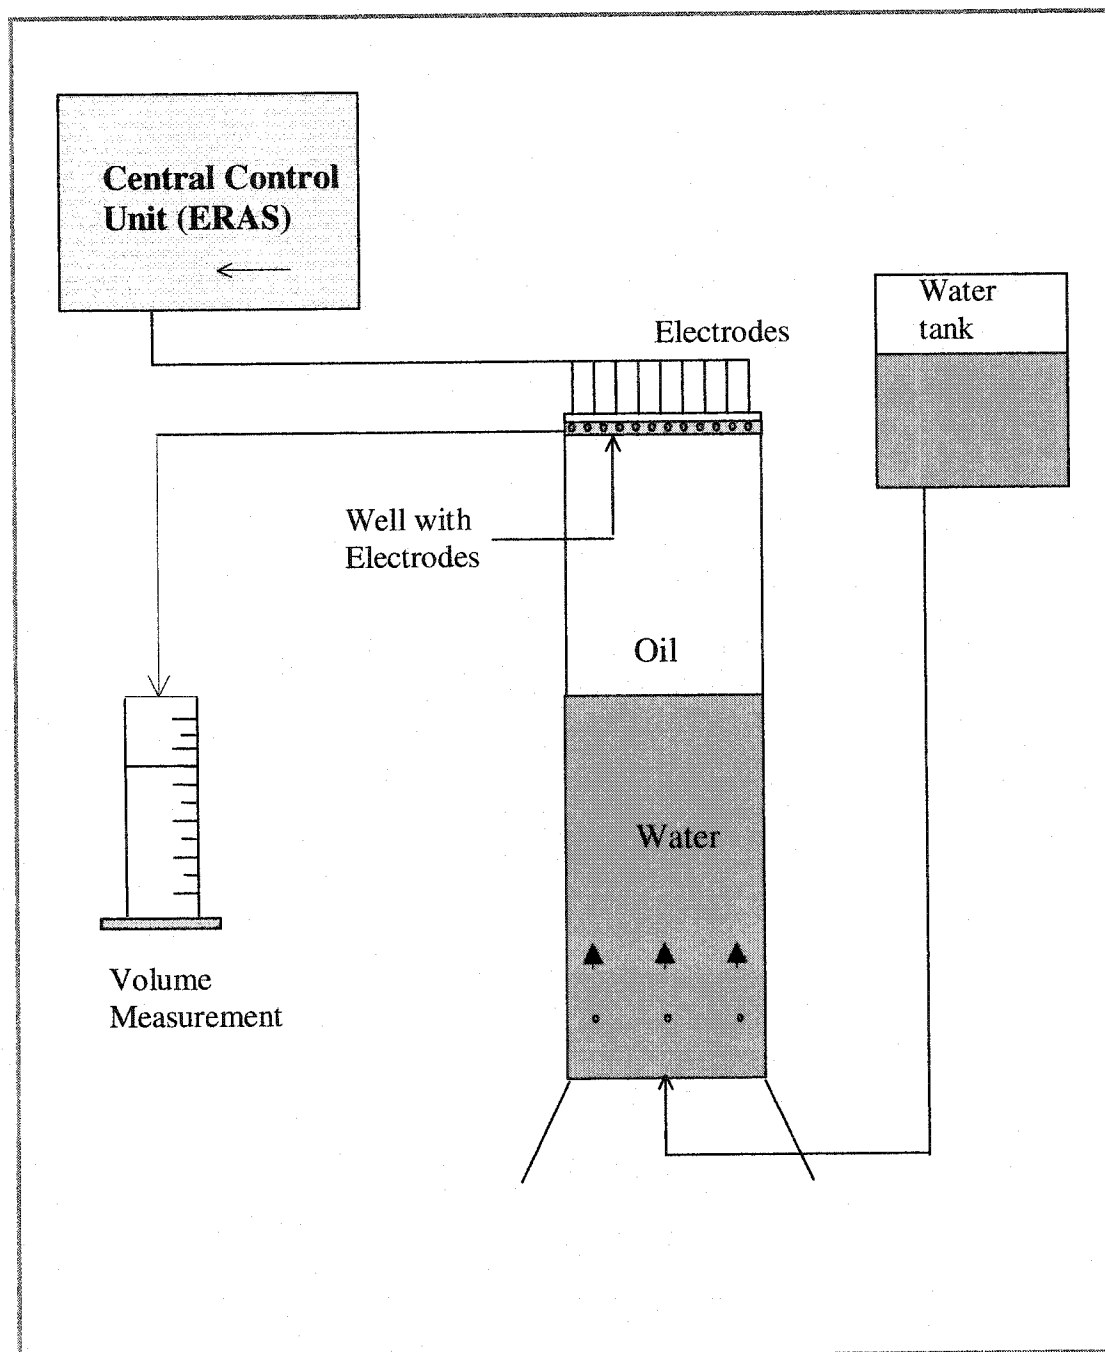 Central Control
Unit (ERAS)
Water
tank
Electrodes
Well with
Electrodes
Oil
Water
Volume
Measurement